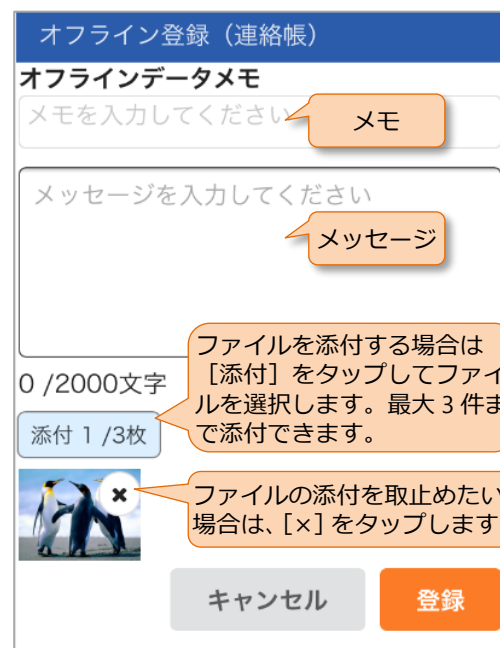 オフライン登録（連絡帳）
オフラインデータメモ
メモを入力してください
メモ
メッセージを入力してください
メッセージ
ファイルを添付する場合は
［添付］をタップしてファイ
ルを選択します。最大 3 件ま
で添付できます。
0 /2000文字
添付 1 /3枚
×
ファイルの添付を取止めたい
場合は、［×］をタップします
キャンセル
登録